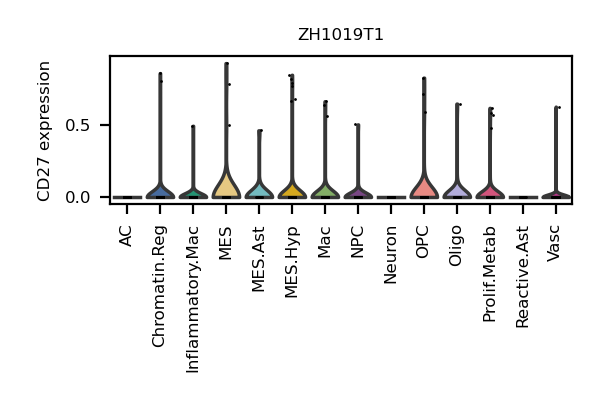 ZH1019T1
CD27 expression
0.5
0.0
AC
Chromatin.Reg
Inflammatory.Mac
MES
MES.Ast
MES.Hyp
Mac
NPC
Neuron
OPC
Oligo
Prolif.Metab
Reactive.Ast
Vasc